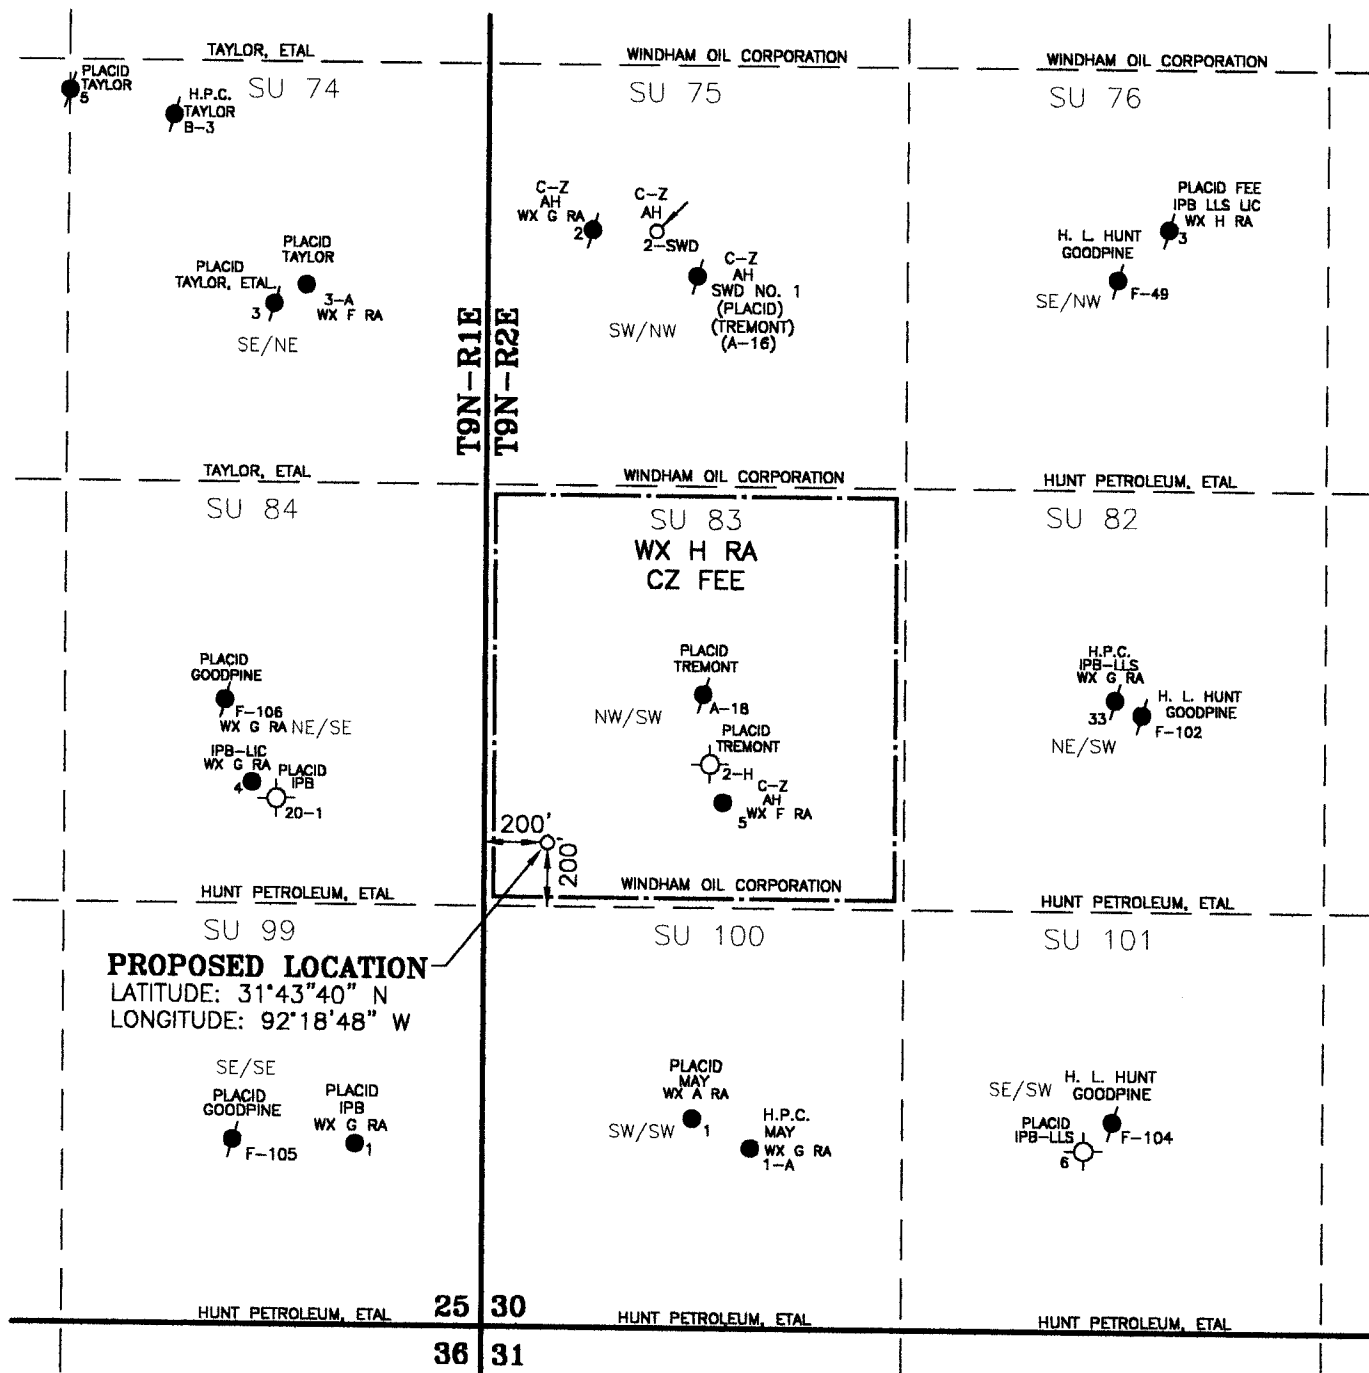 TAYLOR, ETAL
WINDHAM OIL CORPORATION
WINDHAM OIL CORPORATION
PLACID
TAYLOR
5
H.P.C.
TAYLOR
B-3
SU 74
SU 75
SU 76
C-Z
AH
WX G RA
2
C-Z
AH
2-SWD
C-Z
AH
SWD NO. 1
(PLACID)
(TREMONT)
(A-16)
SW/NW
PLACID FEE
IPB LLS LIC
WX H RA
3
H. L. HUNT
GOODPINE
F-49
SE/NW
PLACID
TAYLOR
3-A
WX F RA
PLACID
TAYLOR, ETAL.
3
SE/NE
T9N-R1E
T9N-R2E
TAYLOR, ETAL
WINDHAM OIL CORPORATION
HUNT PETROLEUM, ETAL
SU 84
SU 83
WX H RA
CZ FEE
SU 82
PLACID
GOODPINE
F-106
WX G RA
NE/SE
IPB-LIC
WX G RA
4
PLACID
IPB
20-1
PLACID
TREMONT
A-18
NW/SW
PLACID
TREMONT
2-H
C-Z
AH
WX F RA
5
H.P.C.
IPB-LLS
WX G RA
33
H. L. HUNT
GOODPINE
F-102
NE/SW
200'
200'
HUNT PETROLEUM, ETAL
WINDHAM OIL CORPORATION
HUNT PETROLEUM, ETAL
SU 99
SU 100
SU 101
PROPOSED LOCATION
LATITUDE: 31°43"40" N
LONGITUDE: 92°18'48" W
SE/SE
PLACID
GOODPINE
F-105
PLACID
IPB
WX G RA
1
PLACID
MAY
WX A RA
1
SW/SW
H.P.C.
MAY
WX G RA
1-A
SE/SW
H. L. HUNT
GOODPINE
F-104
PLACID
IPB-LLS
6
HUNT PETROLEUM, ETAL
25
30
HUNT PETROLEUM, ETAL
HUNT PETROLEUM, ETAL
36
31